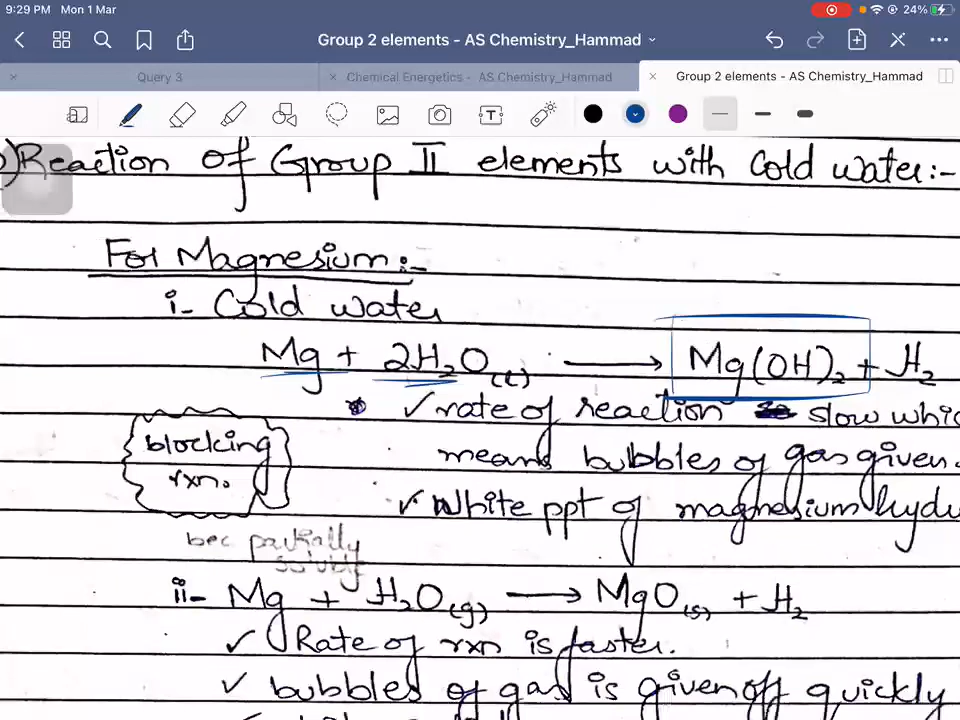 9:29 PM Mon 1 Mar
24%
Group 2 elements - AS Chemistry_Hammad
Query 3
Chemical Energetics - AS Chemistry_Hammad
Group 2 elements - AS Chemistry_Hammad
)Reaction of Group II elements with Cold water:-
For Magnesium:-
i- Cold water
Mg + 2H₂O(l) → Mg(OH)₂ + H₂
✓ rate of reaction slow whic
blocking
means bubbles of gas given.
rxn.
✓ White ppt of magnesium hydr
bec partially
soluble
ii- Mg + H₂O(g) → MgO(s) + H₂
✓ Rate of rxn is faster.
✓ bubbles of gas is given off quickly